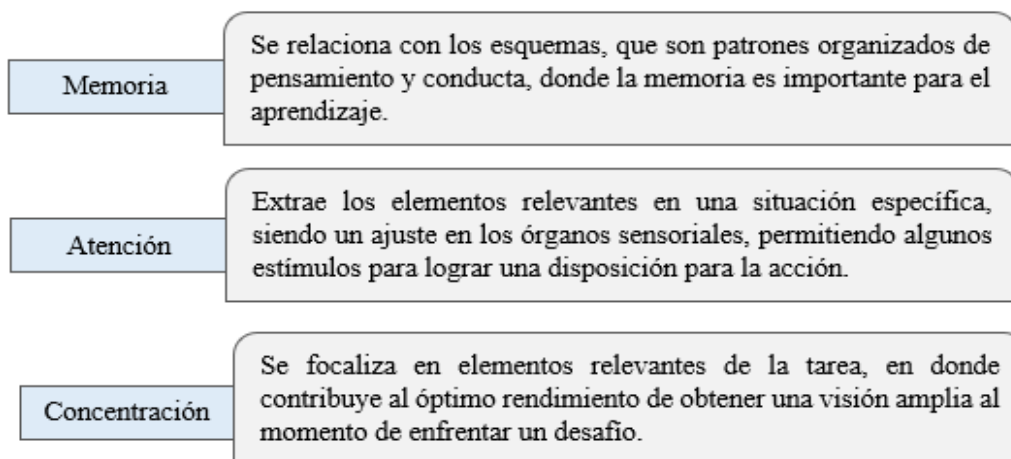 Memoria
Se relaciona con los esquemas, que son patrones organizados de
pensamiento y conducta, donde la memoria es importante para el
aprendizaje.
Atención
Extrae los elementos relevantes en una situación específica,
siendo un ajuste en los órganos sensoriales, permitiendo algunos
estímulos para lograr una disposición para la acción.
Concentración
Se focaliza en elementos relevantes de la tarea, en donde
contribuye al óptimo rendimiento de obtener una visión amplia al
momento de enfrentar un desafío.